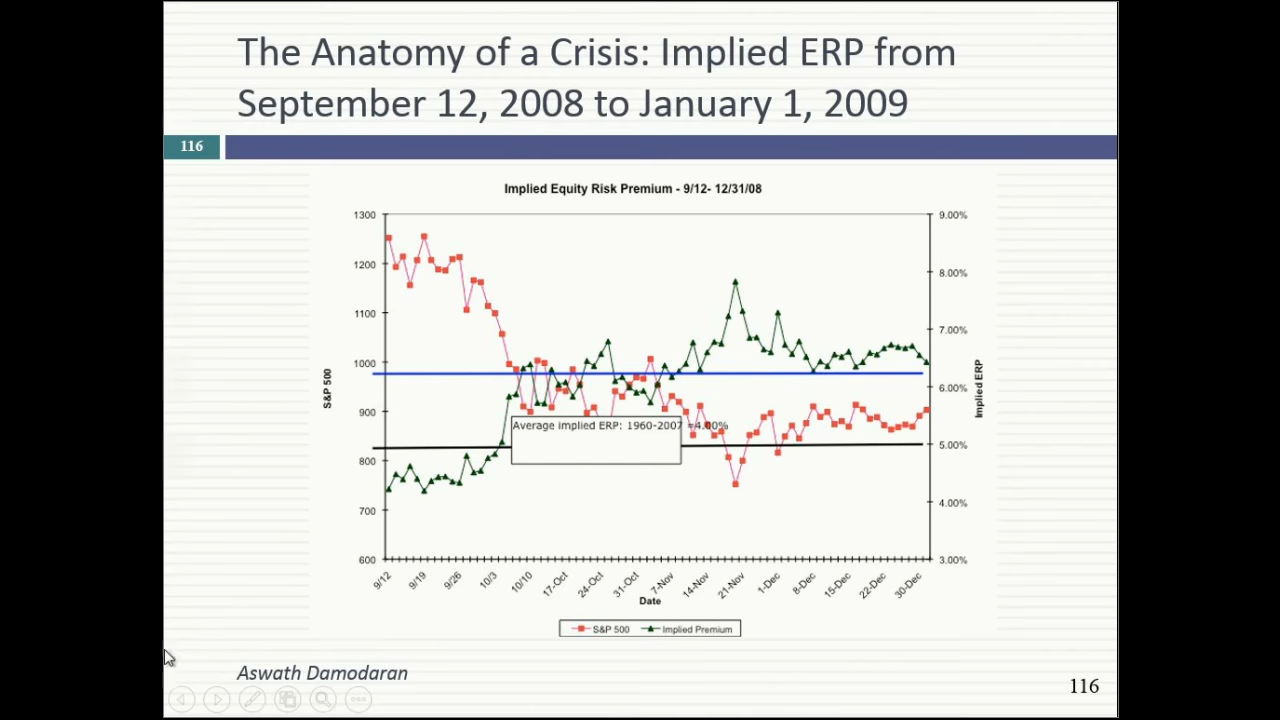 The Anatomy of a Crisis: Implied ERP from
September 12, 2008 to January 1, 2009
116
Implied Equity Risk Premium - 9/12- 12/31/08
1300
1200
1100
1000
900
800
700
600
S&P 500
9.00%
8.00%
7.00%
6.00%
5.00%
4.00%
3.00%
Implied ERP
Average implied ERP: 1960-2007 =4.00%
9/12
9/19
9/26
10/3
10/10
17-Oct
24-Oct
31-Oct
7-Nov
14-Nov
21-Nov
1-Dec
8-Dec
15-Dec
22-Dec
30-Dec
Date
S&P 500 Implied Premium
Aswath Damodaran
116